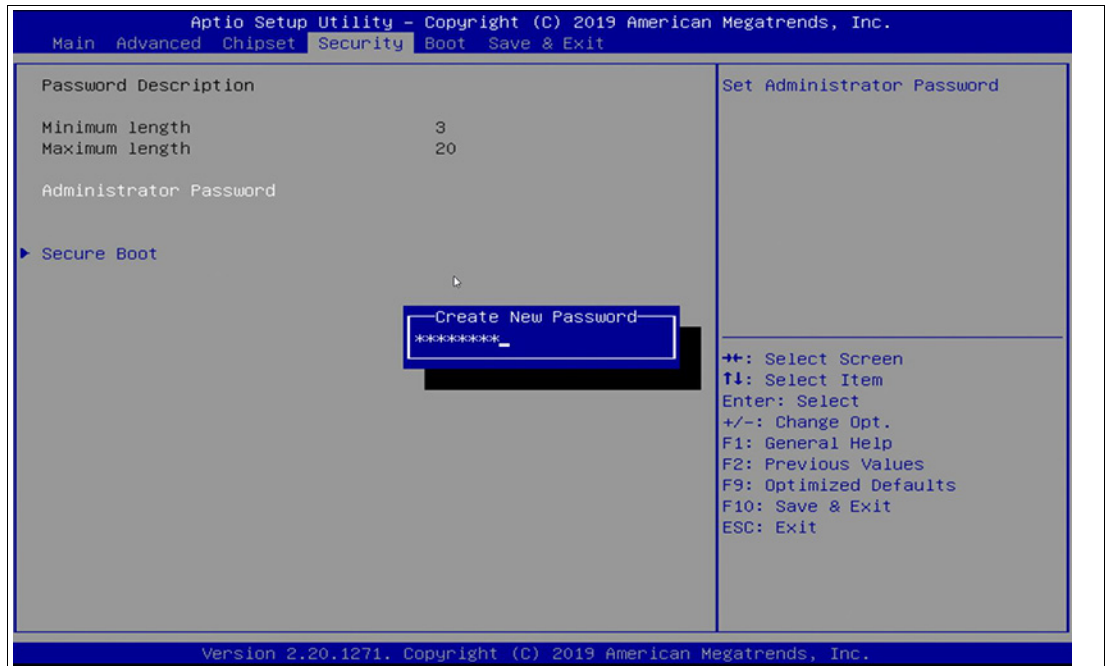 Aptio Setup Utility – Copyright (C) 2019 American Megatrends, Inc.
Main Advanced Chipset Security Boot Save & Exit
Password Description
Minimum length 3
Maximum length 20
Administrator Password
▶ Secure Boot
Create New Password
********_
Set Administrator Password
→←: Select Screen
↑↓: Select Item
Enter: Select
+/-: Change Opt.
F1: General Help
F2: Previous Values
F9: Optimized Defaults
F10: Save & Exit
ESC: Exit
Version 2.20.1271. Copyright (C) 2019 American Megatrends, Inc.